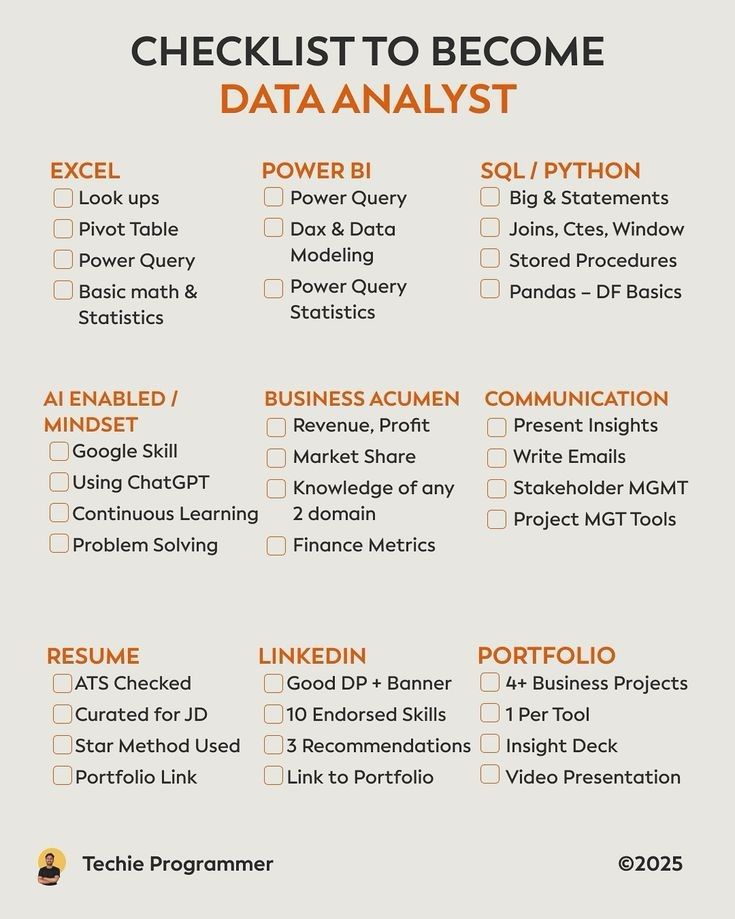 CHECKLIST TO BECOME
DATA ANALYST
EXCEL
Look ups
Pivot Table
Power Query
Basic math &
Statistics
POWER BI
Power Query
Dax & Data
Modeling
Power Query
Statistics
SQL / PYTHON
Big & Statements
Joins, Ctes, Window
Stored Procedures
Pandas – DF Basics
AI ENABLED /
MINDSET
Google Skill
Using ChatGPT
Continuous Learning
Problem Solving
BUSINESS ACUMEN
Revenue, Profit
Market Share
Knowledge of any
2 domain
Finance Metrics
COMMUNICATION
Present Insights
Write Emails
Stakeholder MGMT
Project MGT Tools
RESUME
ATS Checked
Curated for JD
Star Method Used
Portfolio Link
LINKEDIN
Good DP + Banner
10 Endorsed Skills
3 Recommendations
Link to Portfolio
PORTFOLIO
4+ Business Projects
1 Per Tool
Insight Deck
Video Presentation
Techie Programmer
©2025